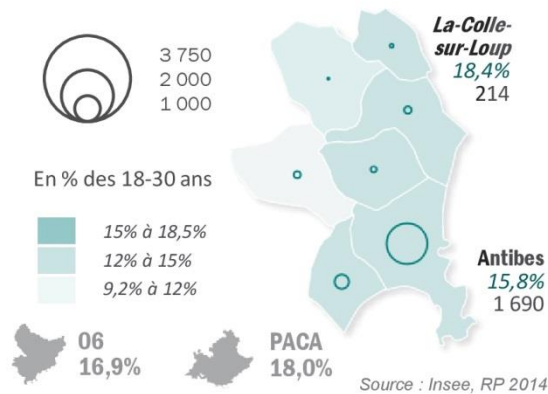 3 750
2 000
1 000
En % des 18-30 ans
15% à 18,5%
12% à 15%
9,2% à 12%
La-Colle-
sur-Loup
18,4%
214
Antibes
15,8%
1 690
06
16,9%
PACA
18,0%
Source : Insee, RP 2014